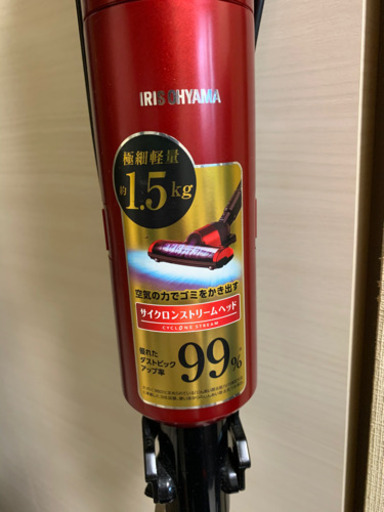 IRIS OHYAMA
極細軽量
約1.5kg
空気の力でゴミをかき出す
サイクロンストリームヘッド
CYCLONE STREAM
優れた
ダストピック
アップ率
99%